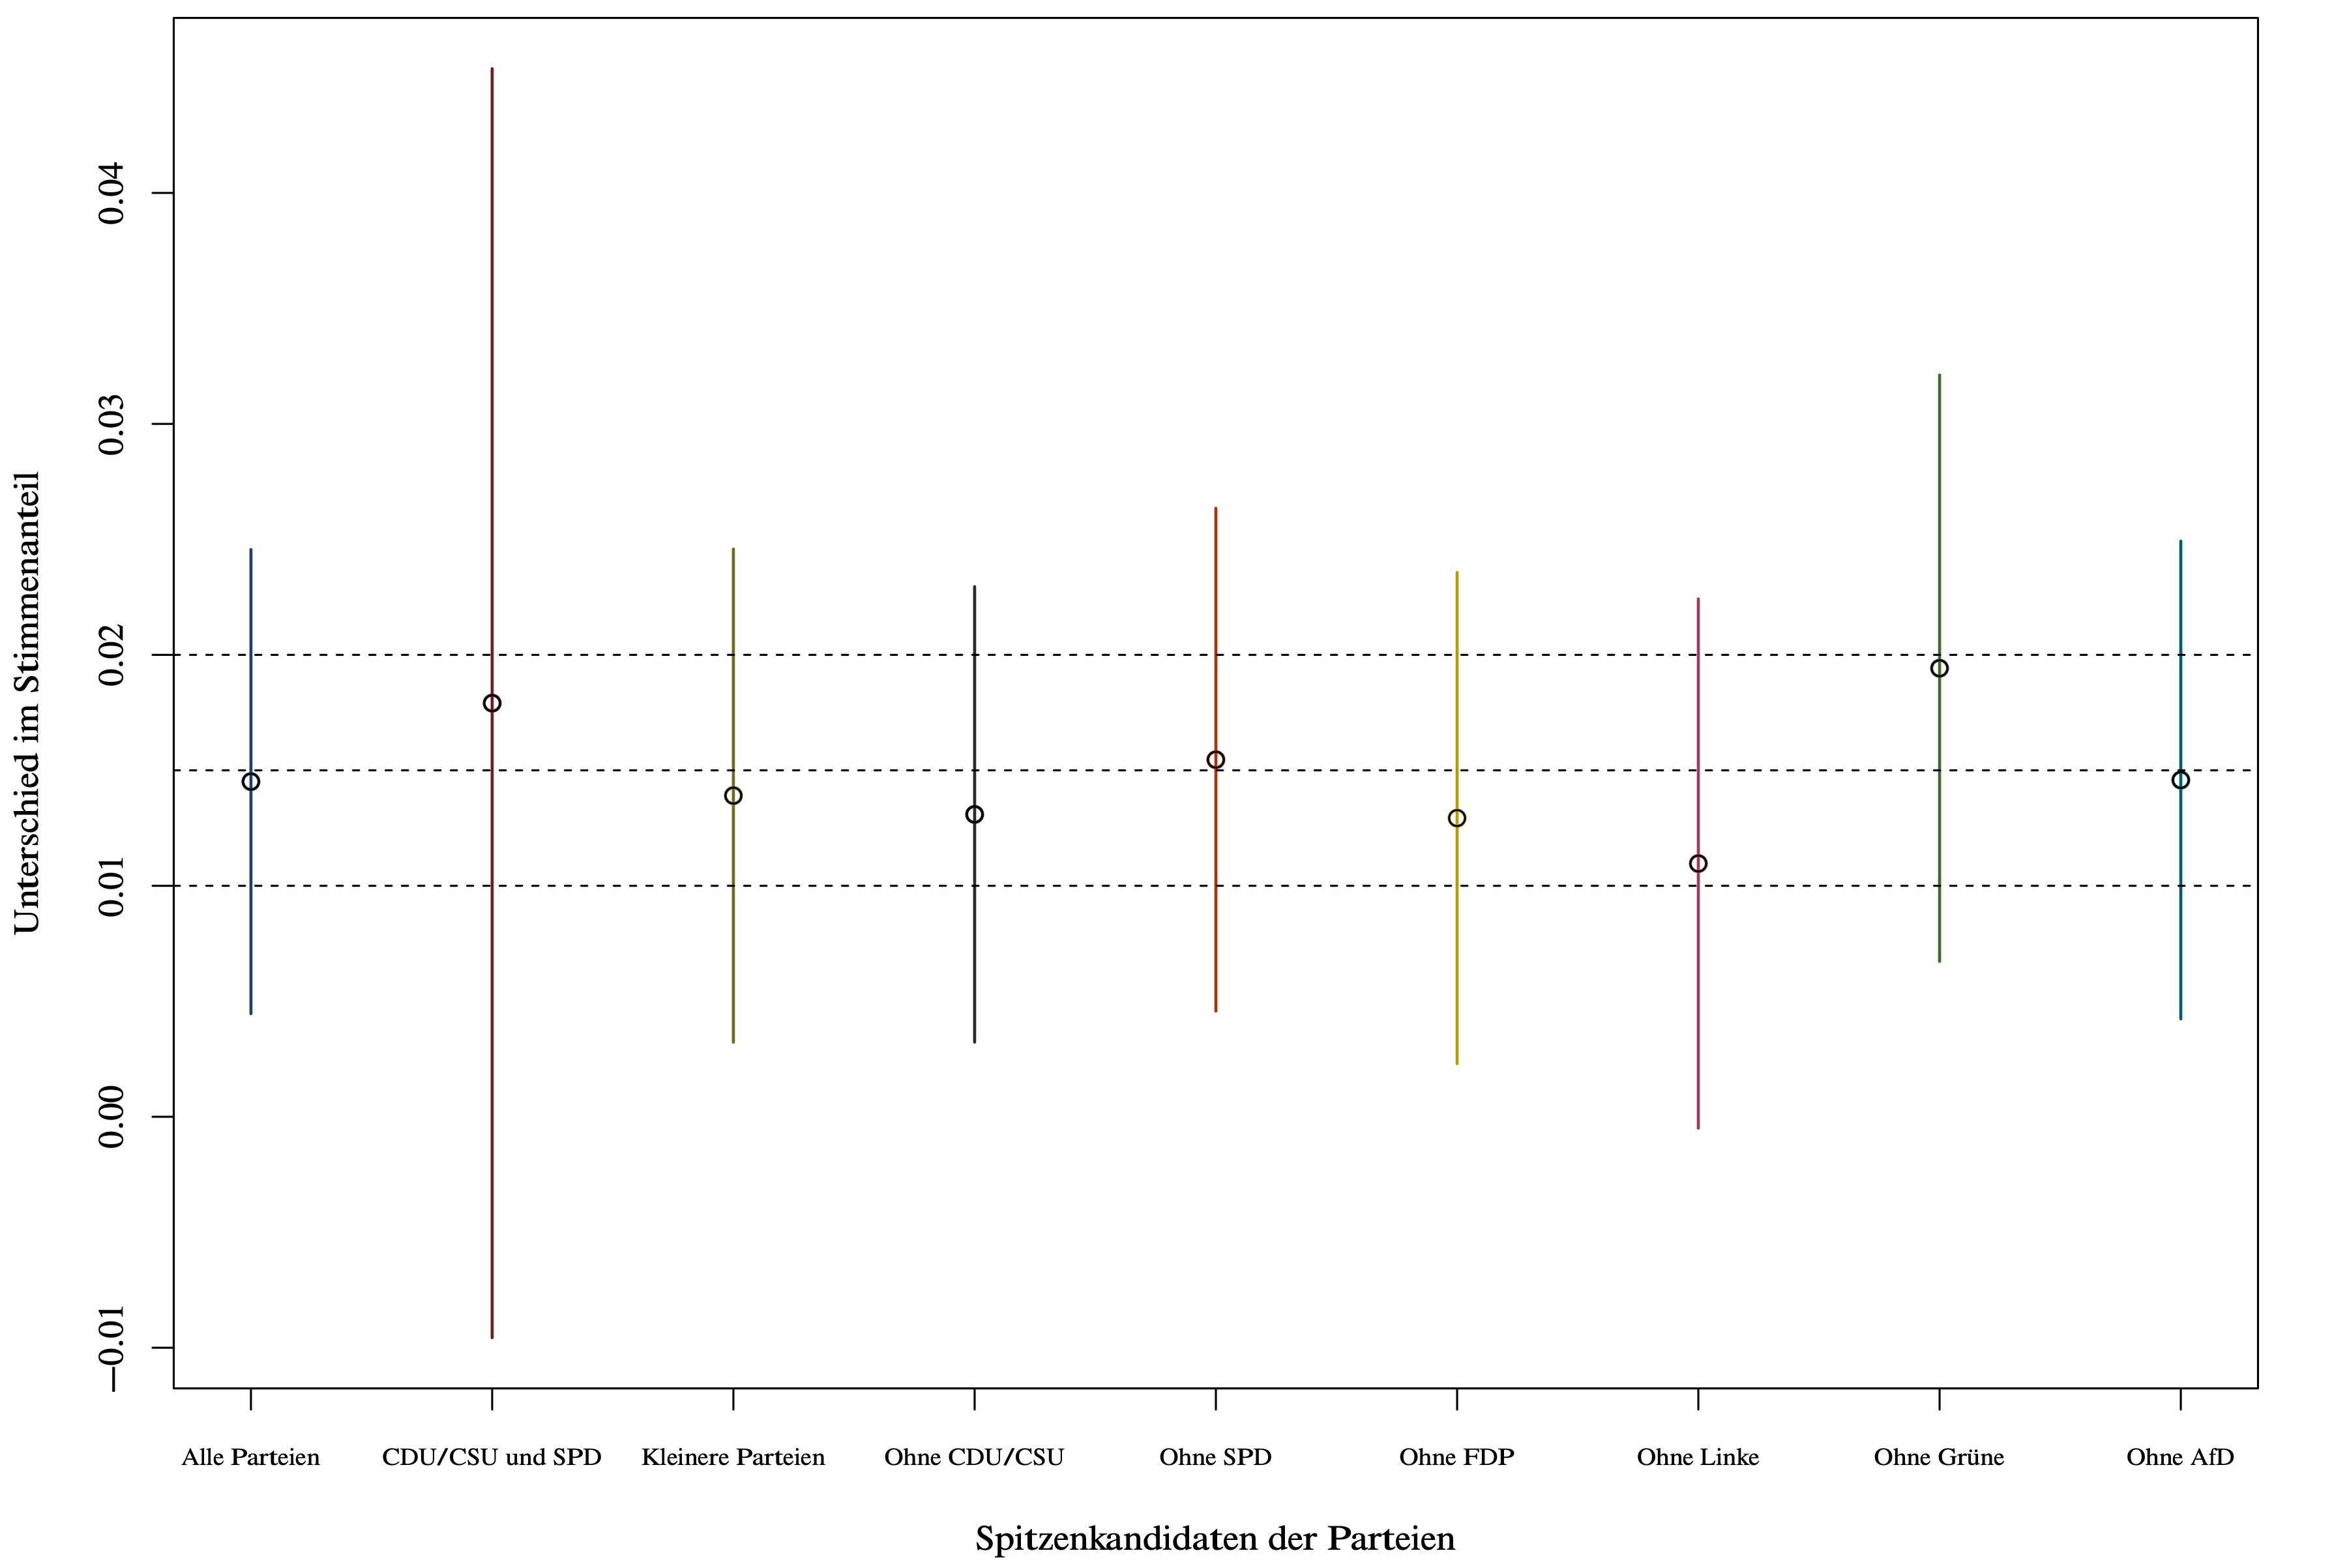 Unterschied im Stimmenanteil
0.04
0.03
0.02
0.01
0.00
−0.01
Alle Parteien
CDU/CSU und SPD
Kleinere Parteien
Ohne CDU/CSU
Ohne SPD
Ohne FDP
Ohne Linke
Ohne Grüne
Ohne AfD
Spitzenkandidaten der Parteien